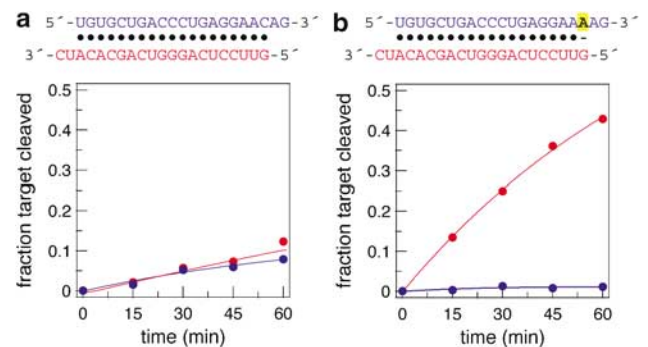 a 5´-UGUGCUGACCCUGAGGAACAG-3´
3´-CUACACGACUGGGACUCCUUG-5´
fraction target cleaved
0.5
0.4
0.3
0.2
0.1
0
0 15 30 45 60
time (min)
b 5´-UGUGCUGACCCUGAGGAAAAG-3´
3´-CUACACGACUGGGACUCCUUG-5´
fraction target cleaved
0.5
0.4
0.3
0.2
0.1
0
0 15 30 45 60
time (min)